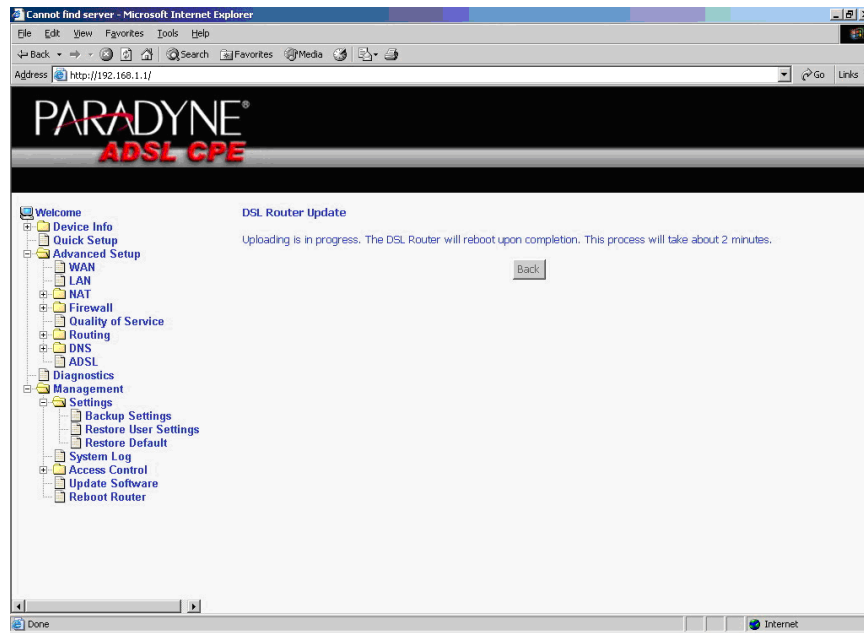 Cannot find server - Microsoft Internet Explorer
File Edit View Favorites Tools Help
Back Search Favorites Media
Address http://192.168.1.1/ Go Links
PARADYNE®
ADSL CPE
Welcome
Device Info
Quick Setup
Advanced Setup
WAN
LAN
NAT
Firewall
Quality of Service
Routing
DNS
ADSL
Diagnostics
Management
Settings
Backup Settings
Restore User Settings
Restore Default
System Log
Access Control
Update Software
Reboot Router
DSL Router Update
Uploading is in progress. The DSL Router will reboot upon completion. This process will take about 2 minutes.
Back
Done Internet